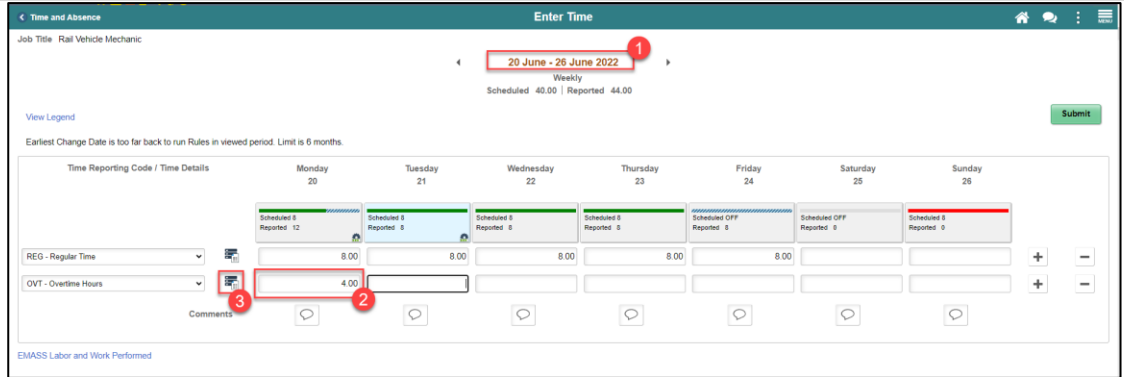 Time and Absence
Enter Time
MENU
Job Title Rail Vehicle Mechanic
1
20 June - 26 June 2022
Weekly
Scheduled 40.00 | Reported 44.00
View Legend
Submit
Earliest Change Date is too far back to run Rules in viewed period. Limit is 6 months.
Time Reporting Code / Time Details Monday Tuesday Wednesday Thursday Friday Saturday Sunday
20 21 22 23 24 25 26
Scheduled 8 Scheduled 8 Scheduled 8 Scheduled 8 Scheduled OFF Scheduled OFF Scheduled 8
Reported 12 Reported 8 Reported 8 Reported 8 Reported 8 Reported 8 Reported 0
REG - Regular Time 8.00 8.00 8.00 8.00 8.00 + −
OVT - Overtime Hours 4.00 + −
3 2
Comments
EMASS Labor and Work Performed